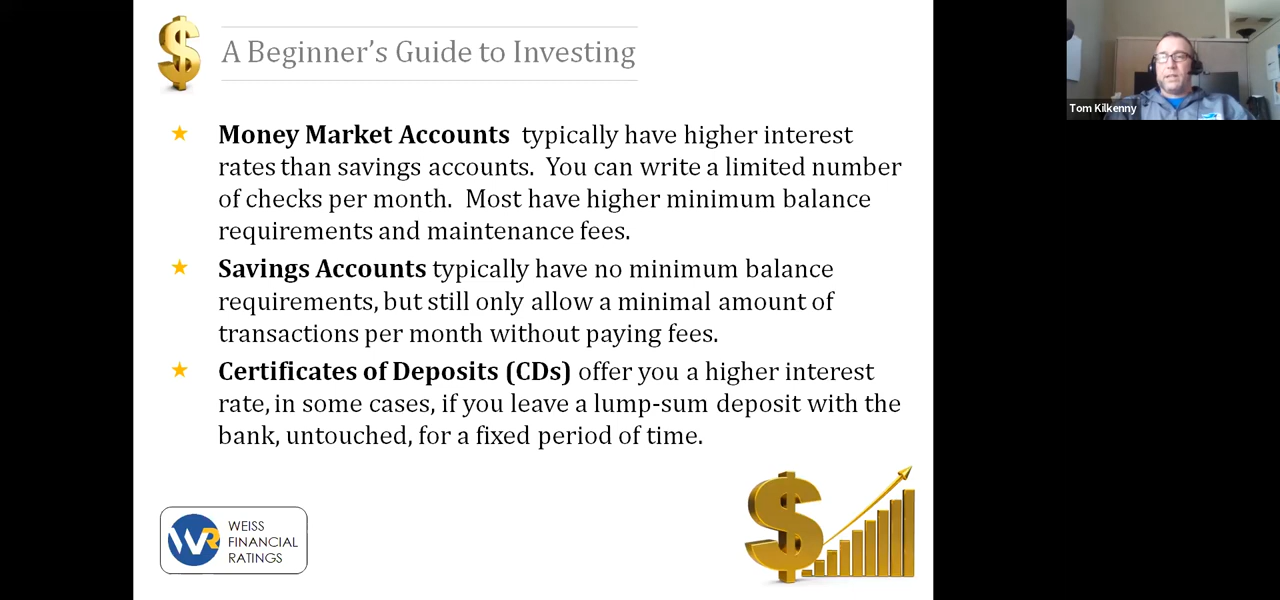 A Beginner's Guide to Investing
Tom Kilkenny
Money Market Accounts typically have higher interest
rates than savings accounts. You can write a limited number
of checks per month. Most have higher minimum balance
requirements and maintenance fees.
Savings Accounts typically have no minimum balance
requirements, but still only allow a minimal amount of
transactions per month without paying fees.
Certificates of Deposits (CDs) offer you a higher interest
rate, in some cases, if you leave a lump-sum deposit with the
bank, untouched, for a fixed period of time.
WR
WEISS
FINANCIAL
RATINGS